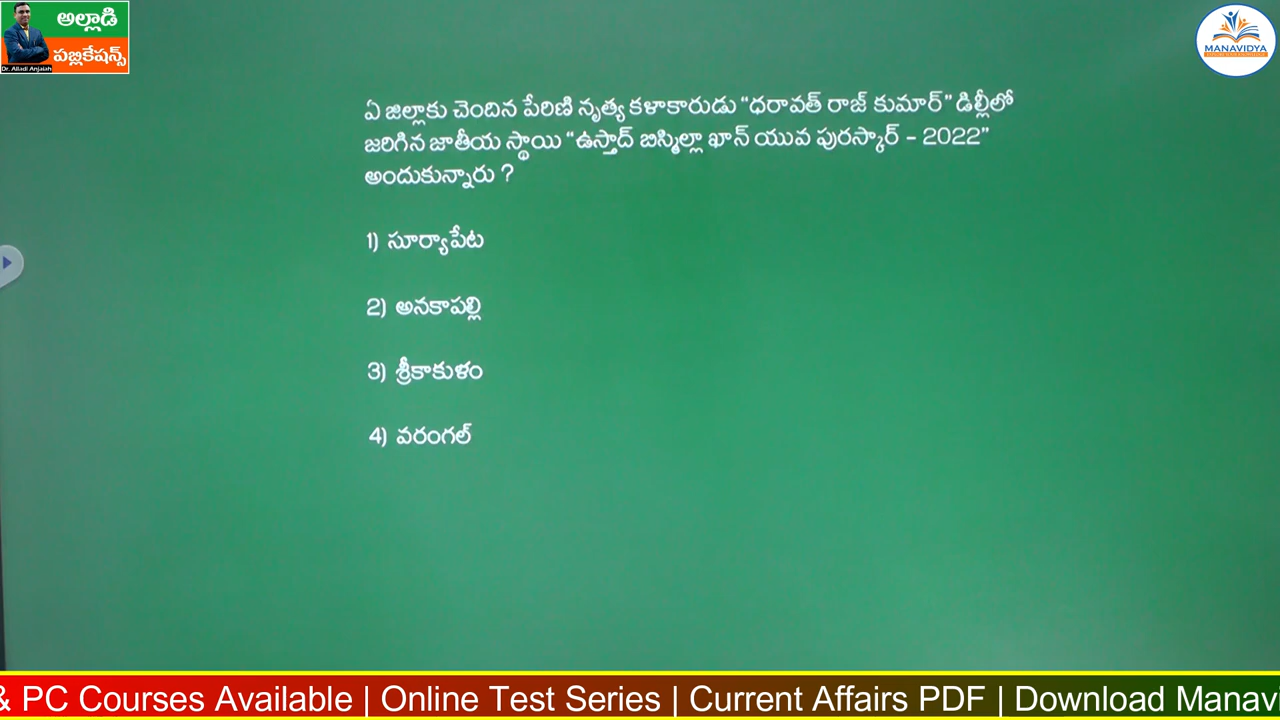 అల్లాడి
పబ్లికేషన్స్
Dr. Alladi Anjaiah
MANAVIDYA
ఏ జిల్లాకు చెందిన పేరిణి నృత్య కళాకారుడు “ధరావత్ రాజ్ కుమార్” డిల్లీలో
జరిగిన జాతీయ స్థాయి “ఉస్తాద్ బిస్మిల్లా ఖాన్ యువ పురస్కార్ – 2022”
అందుకున్నారు ?
1) సూర్యాపేట
2) అనకాపల్లి
3) శ్రీకాకుళం
4) వరంగల్
& PC Courses Available | Online Test Series | Current Affairs PDF | Download Manavi